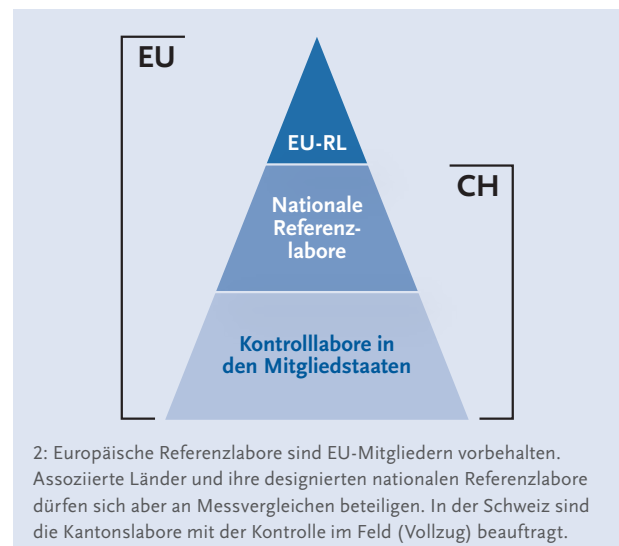 EU
EU-RL
CH
Nationale
Referenz-
labore
Kontrolllabore in
den Mitgliedstaaten
2: Europäische Referenzlabore sind EU-Mitgliedern vorbehalten.
Assoziierte Länder und ihre designierten nationalen Referenzlabore
dürfen sich aber an Messvergleichen beteiligen. In der Schweiz sind
die Kantonslabore mit der Kontrolle im Feld (Vollzug) beauftragt.